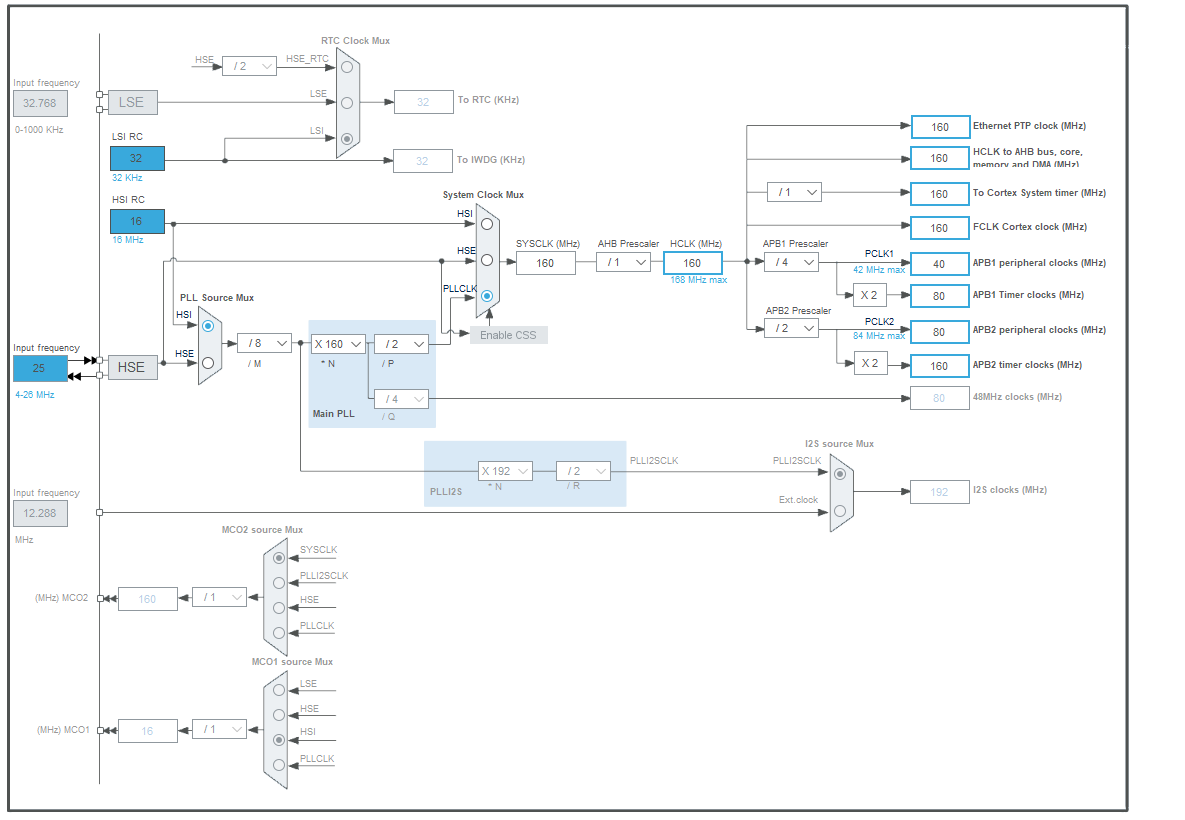 RTC Clock Mux
HSE
/ 2
HSE_RTC
Input frequency
32.768
0-1000 KHz
LSE
LSE
32
To RTC (KHz)
LSI
LSI RC
32
32 KHz
32
To IWDG (KHz)
HSI RC
16
16 MHz
System Clock Mux
HSI
HSE
PLLCLK
SYSCLK (MHz)
160
AHB Prescaler
/ 1
HCLK (MHz)
160
168 MHz max
Enable CSS
160
Ethernet PTP clock (MHz)
160
HCLK to AHB bus, core,
memory and DMA (MHz)
/ 1
160
To Cortex System timer (MHz)
160
FCLK Cortex clock (MHz)
APB1 Prescaler
/ 4
PCLK1
42 MHz max
40
APB1 peripheral clocks (MHz)
X 2
80
APB1 Timer clocks (MHz)
APB2 Prescaler
/ 2
PCLK2
84 MHz max
80
APB2 peripheral clocks (MHz)
X 2
160
APB2 timer clocks (MHz)
80
48MHz clocks (MHz)
PLL Source Mux
HSI
HSE
Input frequency
25
4-26 MHz
HSE
/ 8
/ M
X 160
* N
/ 2
/ P
/ 4
/ Q
Main PLL
X 192
* N
/ 2
/ R
PLLI2S
PLLI2SCLK
I2S source Mux
PLLI2SCLK
Ext.clock
192
I2S clocks (MHz)
Input frequency
12.288
MHz
MCO2 source Mux
SYSCLK
PLLI2SCLK
HSE
PLLCLK
(MHz) MCO2
160
/ 1
MCO1 source Mux
LSE
HSE
HSI
PLLCLK
(MHz) MCO1
16
/ 1